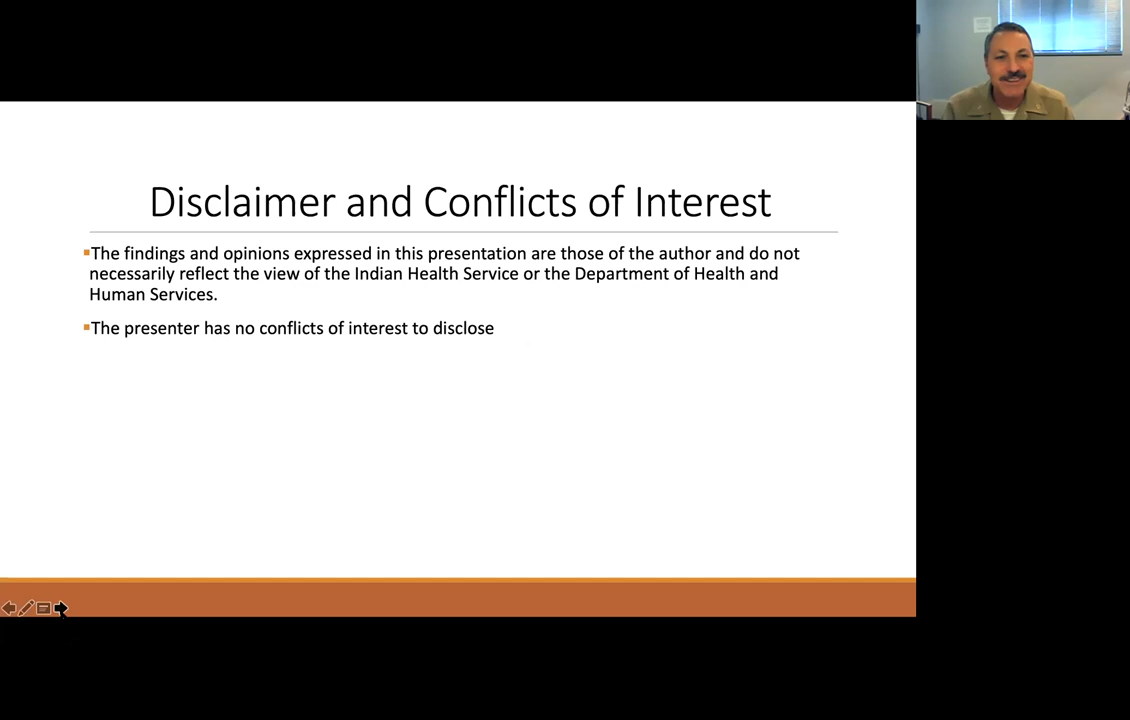 Disclaimer and Conflicts of Interest
▪The findings and opinions expressed in this presentation are those of the author and do not
necessarily reflect the view of the Indian Health Service or the Department of Health and
Human Services.
▪The presenter has no conflicts of interest to disclose